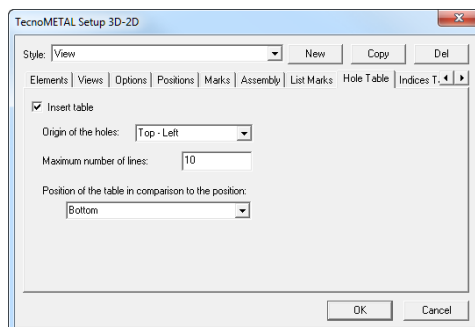 TecnoMETAL Setup 3D-2D
Style: View New Copy Del
Elements Views Options Positions Marks Assembly List Marks Hole Table Indices T
Insert table
Origin of the holes: Top - Left
Maximum number of lines: 10
Position of the table in comparison to the position:
Bottom
OK Cancel